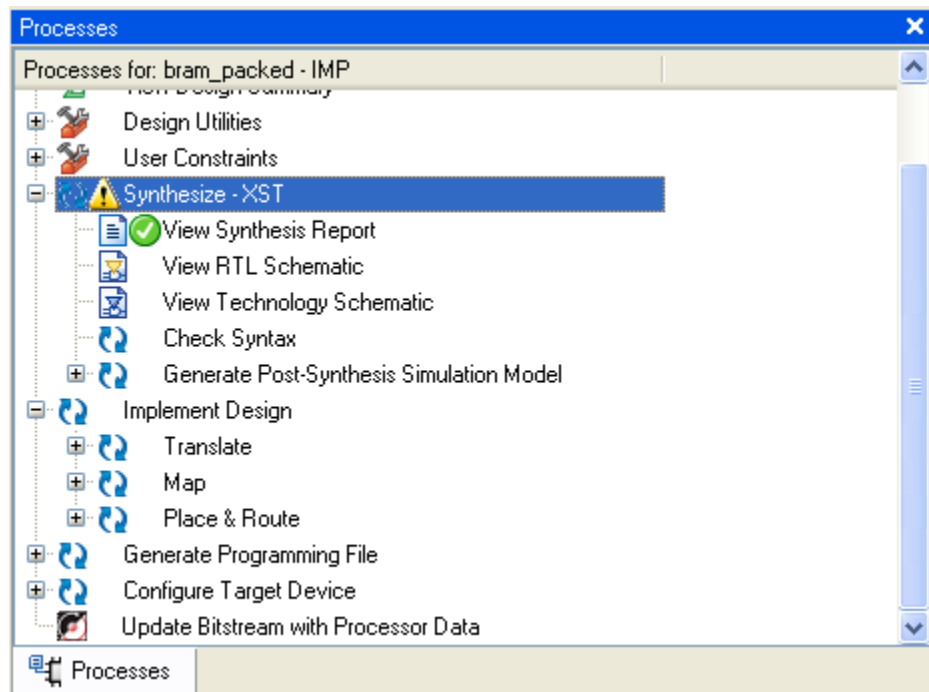 Processes
Processes for: bram_packed - IMP
Design Summary
Design Utilities
User Constraints
Synthesize - XST
View Synthesis Report
View RTL Schematic
View Technology Schematic
Check Syntax
Generate Post-Synthesis Simulation Model
Implement Design
Translate
Map
Place & Route
Generate Programming File
Configure Target Device
Update Bitstream with Processor Data
Processes